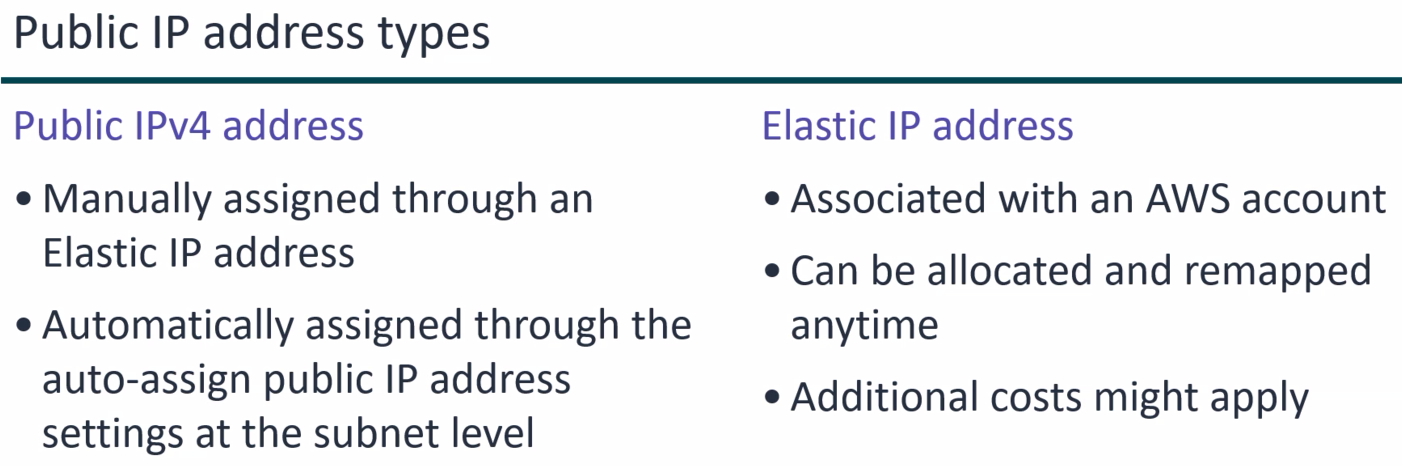 Public IP address types
Public IPv4 address
• Manually assigned through an
Elastic IP address
• Automatically assigned through the
auto-assign public IP address
settings at the subnet level
Elastic IP address
• Associated with an AWS account
• Can be allocated and remapped
anytime
• Additional costs might apply